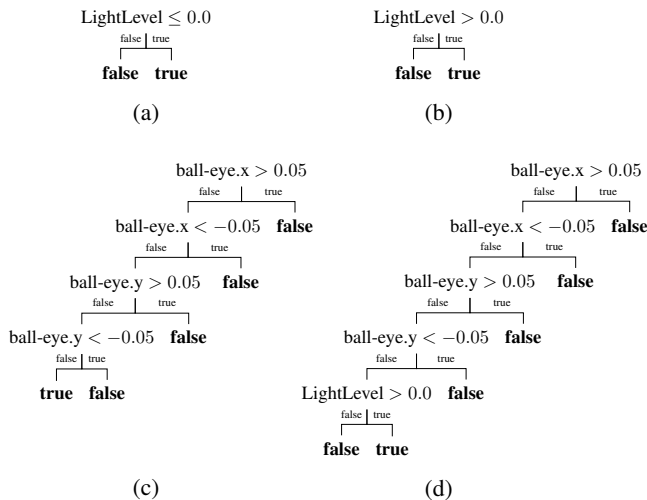 LightLevel ≤ 0.0
false true
false true
(a)
LightLevel > 0.0
false true
false true
(b)
ball-eye.x > 0.05
false true
ball-eye.x < −0.05 false
false true
ball-eye.y > 0.05 false
false true
ball-eye.y < −0.05 false
false true
true false
(c)
ball-eye.x > 0.05
false true
ball-eye.x < −0.05 false
false true
ball-eye.y > 0.05 false
false true
ball-eye.y < −0.05 false
false true
LightLevel > 0.0 false
false true
false true
(d)